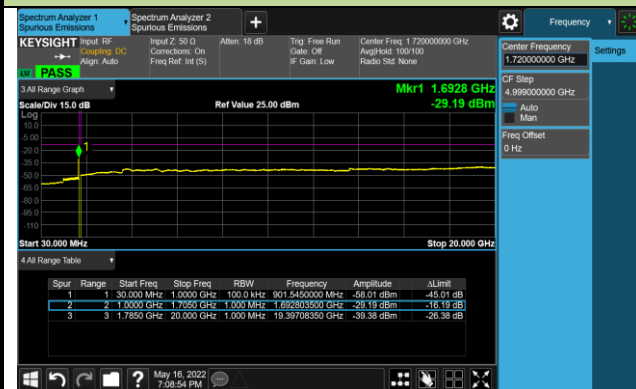 Spectrum Analyzer 1
Spurious Emissions
Spectrum Analyzer 2
Spurious Emissions
+
Frequency
KEYSIGHT
Input: RF
Coupling: DC
Align: Auto
Input Z: 50 Ω
Corrections: On
Freq Ref: Int (S)
Atten: 18 dB
Trig: Free Run
Gate: Off
IF Gain: Low
Center Freq: 1.720000000 GHz
Avg|Hold: 100/100
Radio Std: None
PASS
Center Frequency
1.720000000 GHz
Settings
CF Step
4.999000000 GHz
Auto
Man
Freq Offset
0 Hz
3 All Range Graph
Mkr1 1.6928 GHz
Scale/Div 15.0 dB
Ref Value 25.00 dBm
-29.19 dBm
Log
10.0
-5.00
-20.0
-35.0
-50.0
-65.0
-80.0
-95.0
-110
1
Start 30.000 MHz
Stop 20.000 GHz
4 All Range Table
Spur Range Start Freq Stop Freq RBW Frequency Amplitude ΔLimit
1 1 30.000 MHz 1.0000 GHz 100.0 kHz 901.5450000 MHz -58.01 dBm -45.01 dB
2 2 1.0000 GHz 1.7050 GHz 1.000 MHz 1.692803500 GHz -29.19 dBm -16.19 dB
3 3 1.7850 GHz 20.000 GHz 1.000 MHz 19.39708350 GHz -39.38 dBm -26.38 dB
?
May 16, 2022
7:08:54 PM